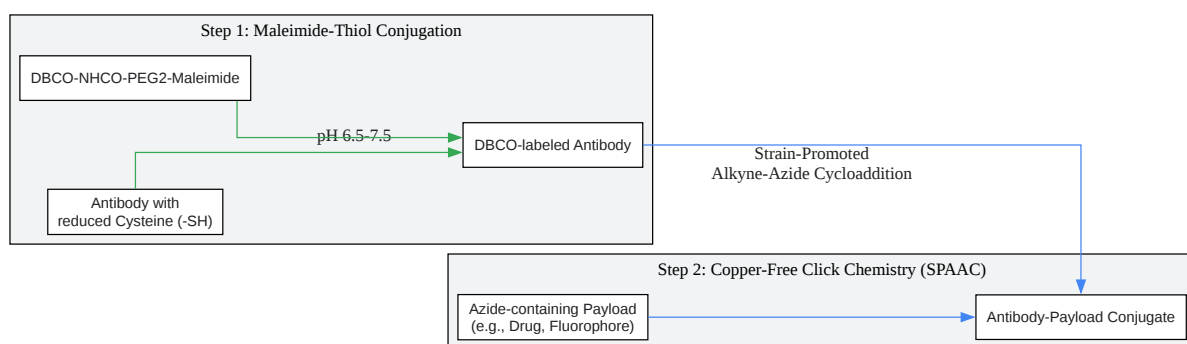 Step 1: Maleimide-Thiol Conjugation
DBCO-NHCO-PEG2-Maleimide
pH 6.5-7.5
DBCO-labeled Antibody
Antibody with
reduced Cysteine (-SH)
Strain-Promoted
Alkyne-Azide Cycloaddition
Step 2: Copper-Free Click Chemistry (SPAAC)
Azide-containing Payload
(e.g., Drug, Fluorophore)
Antibody-Payload Conjugate